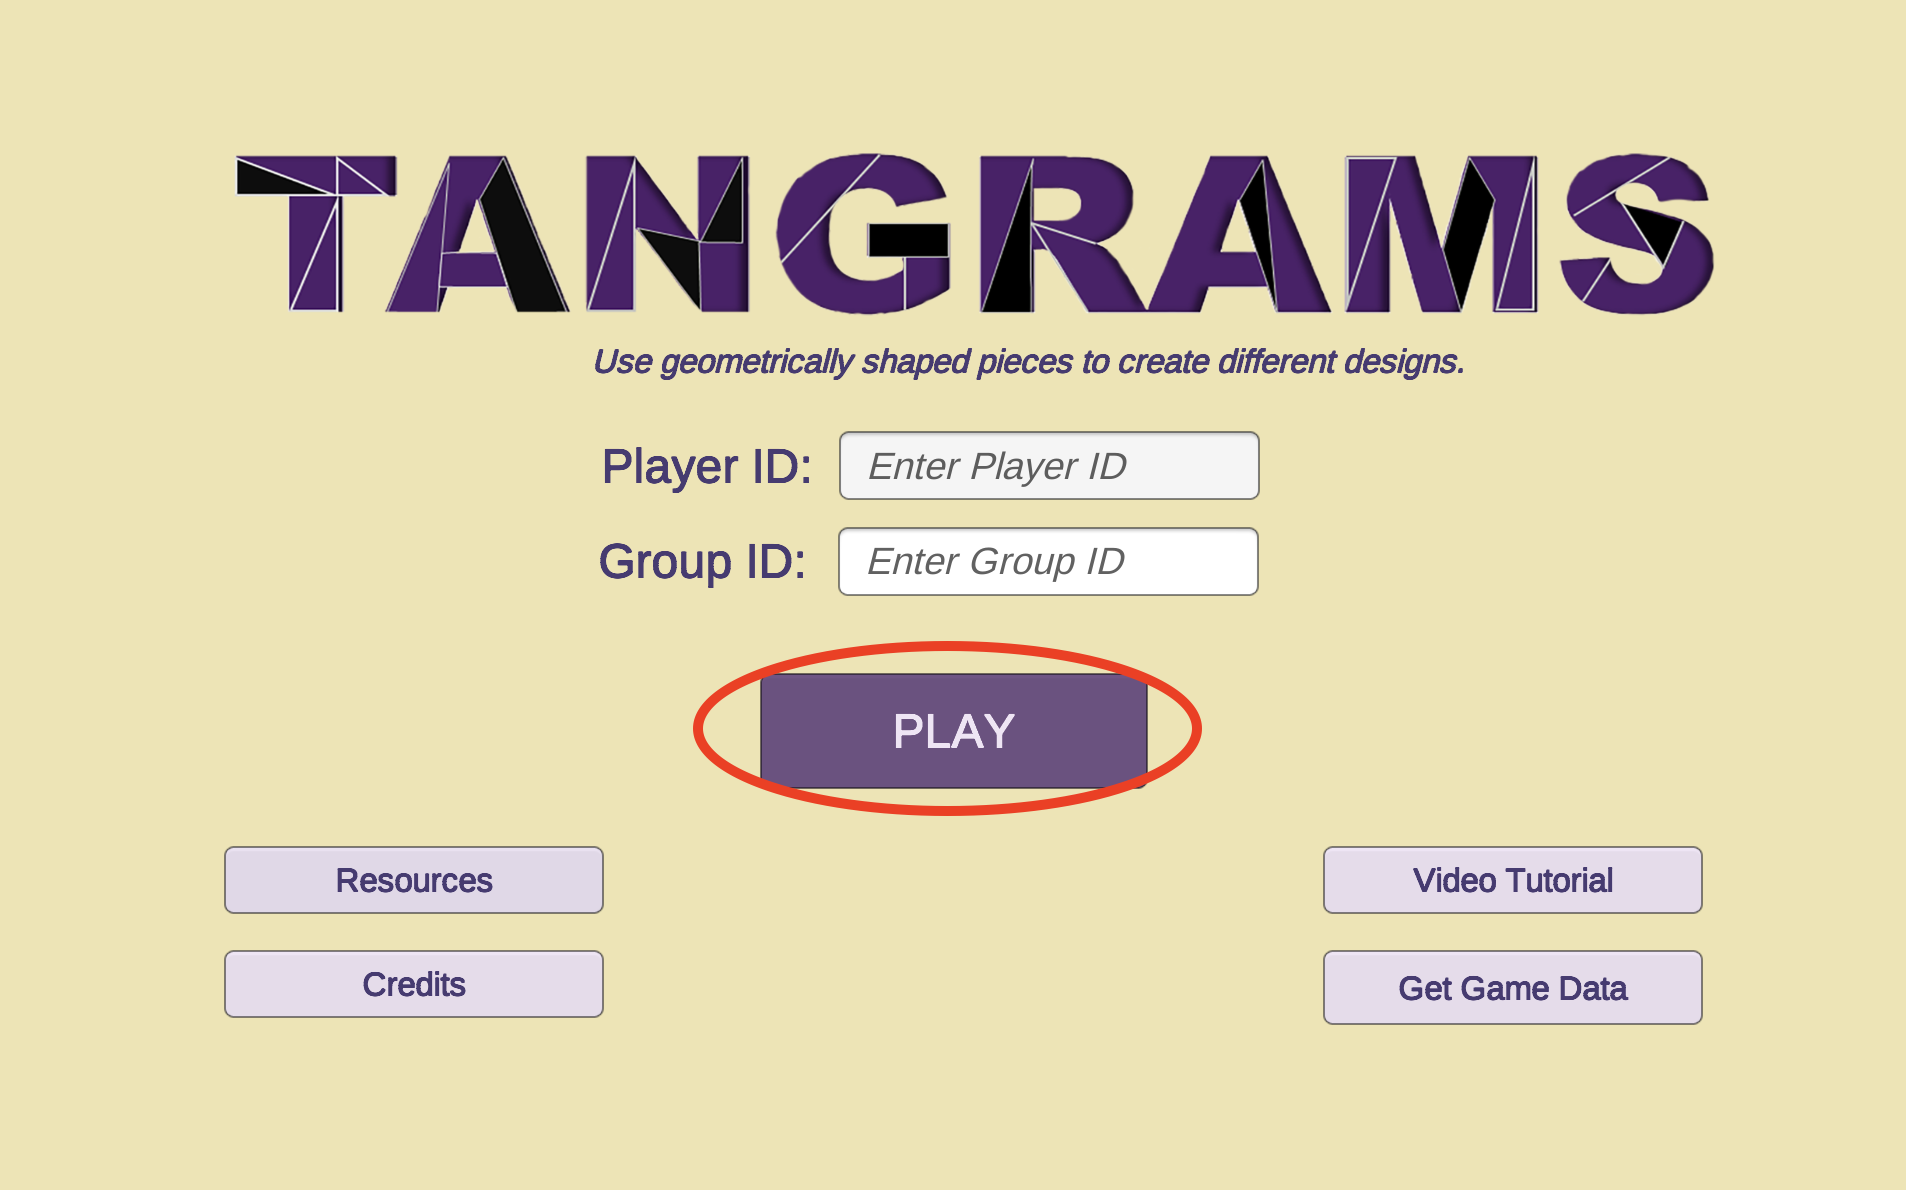 TANGRAMS
Use geometrically shaped pieces to create different designs.
Player ID: Enter Player ID
Group ID: Enter Group ID
PLAY
Resources
Video Tutorial
Credits
Get Game Data